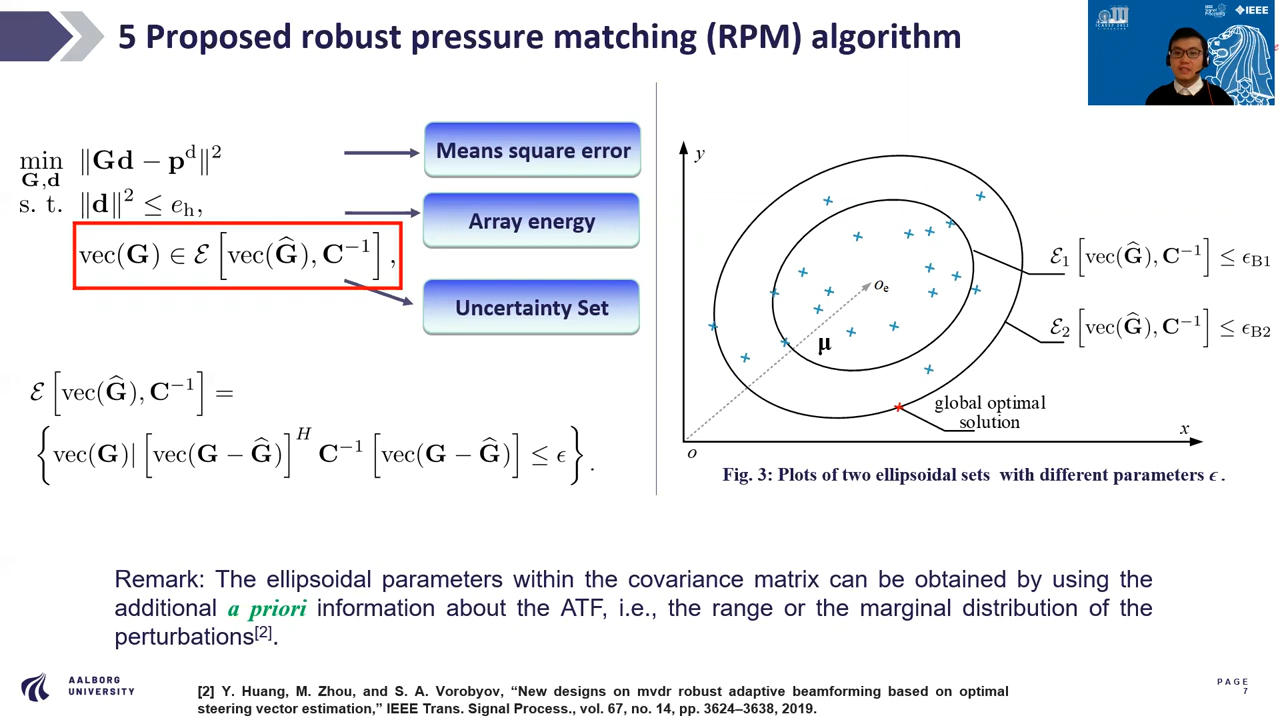 5 Proposed robust pressure matching (RPM) algorithm
IEEE Signal Processing
IEEE
min G,d ‖Gd − p^d‖²
s. t. ‖d‖² ≤ e_h,
vec(G) ∈ ℰ [vec(Ĝ), C⁻¹],
Means square error
Array energy
Uncertainty Set
ℰ [vec(Ĝ), C⁻¹] =
{vec(G)| [vec(G − Ĝ)]^H C⁻¹ [vec(G − Ĝ)] ≤ ϵ}.
y
o_e
μ
ℰ₁ [vec(Ĝ), C⁻¹] ≤ ϵ_B1
ℰ₂ [vec(Ĝ), C⁻¹] ≤ ϵ_B2
global optimal
solution
x
o
Fig. 3: Plots of two ellipsoidal sets with different parameters ϵ .
Remark: The ellipsoidal parameters within the covariance matrix can be obtained by using the
additional a priori information about the ATF, i.e., the range or the marginal distribution of the
perturbations[2].
AALBORG
UNIVERSITY
[2] Y. Huang, M. Zhou, and S. A. Vorobyov, “New designs on mvdr robust adaptive beamforming based on optimal
steering vector estimation,” IEEE Trans. Signal Process., vol. 67, no. 14, pp. 3624–3638, 2019.
PAGE
7